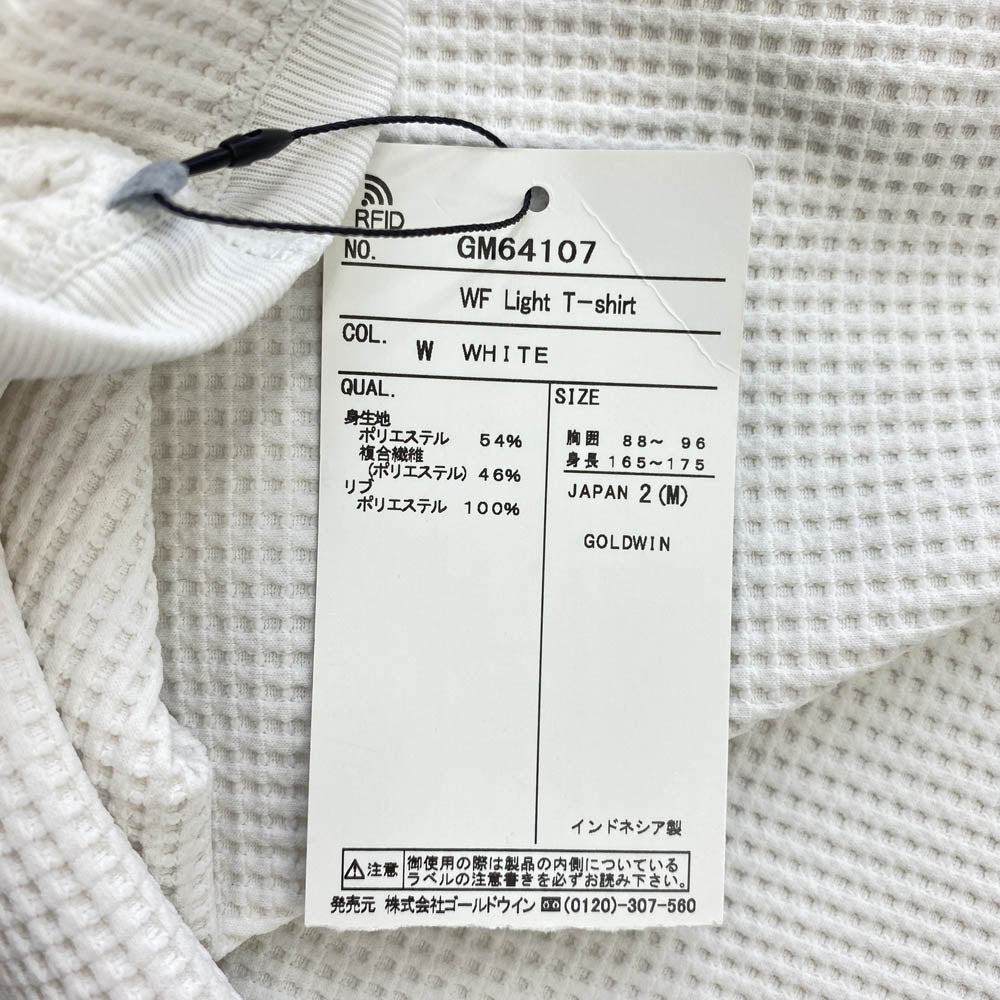 RFID
NO. GM64107
WF Light T-shirt
COL. W WHITE
QUAL.
身生地
ポリエステル 54%
複合繊維
(ポリエステル) 46%
リブ
ポリエステル 100%
SIZE
胸囲 88～ 96
身長 165～175
JAPAN 2 (M)
GOLDWIN
インドネシア製
注意 御使用の際は製品の内側についている
ラベルの注意書きを必ずお読み下さい。
発売元 株式会社ゴールドウイン (0120)-307-560